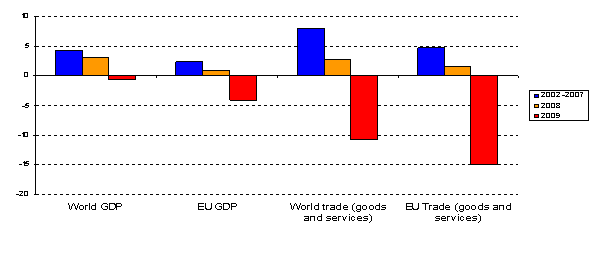 10
5
0
-5
-10
-15
-20
World GDP
EU GDP
World trade (goods
and services)
EU Trade (goods and
services)
2002-2007
2008
2009